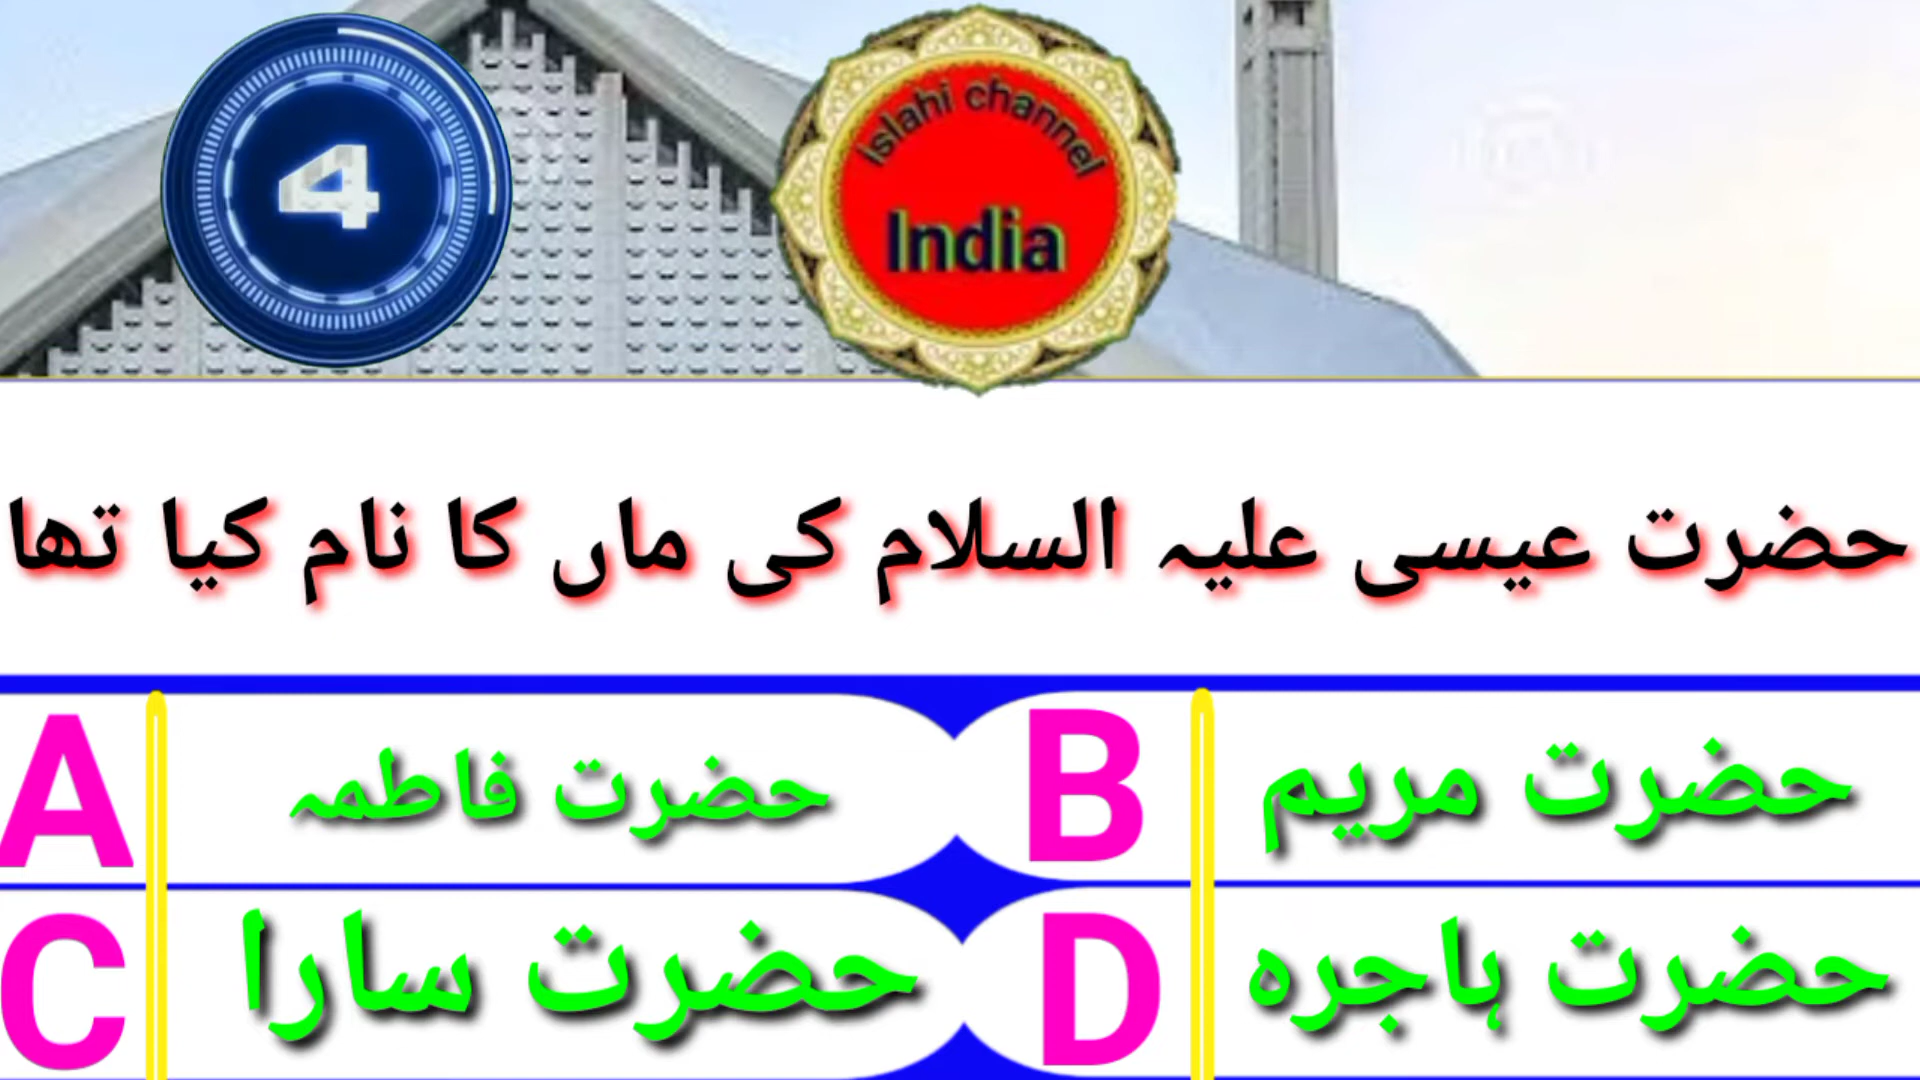 4
Islahi channel
India
حضرت عیسی علیہ السلام کی ماں کا نام کیا تھا
A حضرت فاطمہ
B حضرت مریم
C حضرت سارا
D حضرت ہاجرہ